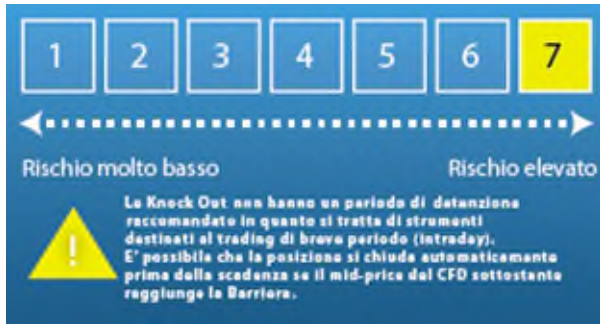 1 2 3 4 5 6 7
Rischio molto basso Rischio elevato
!
Le Knock Out non hanno un periodo di detenzione
raccomandato in quanto si tratta di strumenti
destinati al trading di breve periodo (intraday).
E' possibile che la posizione si chiuda automaticamente
prima della scadenza se il mid-price del CFD sottostante
raggiunge la Barriera.